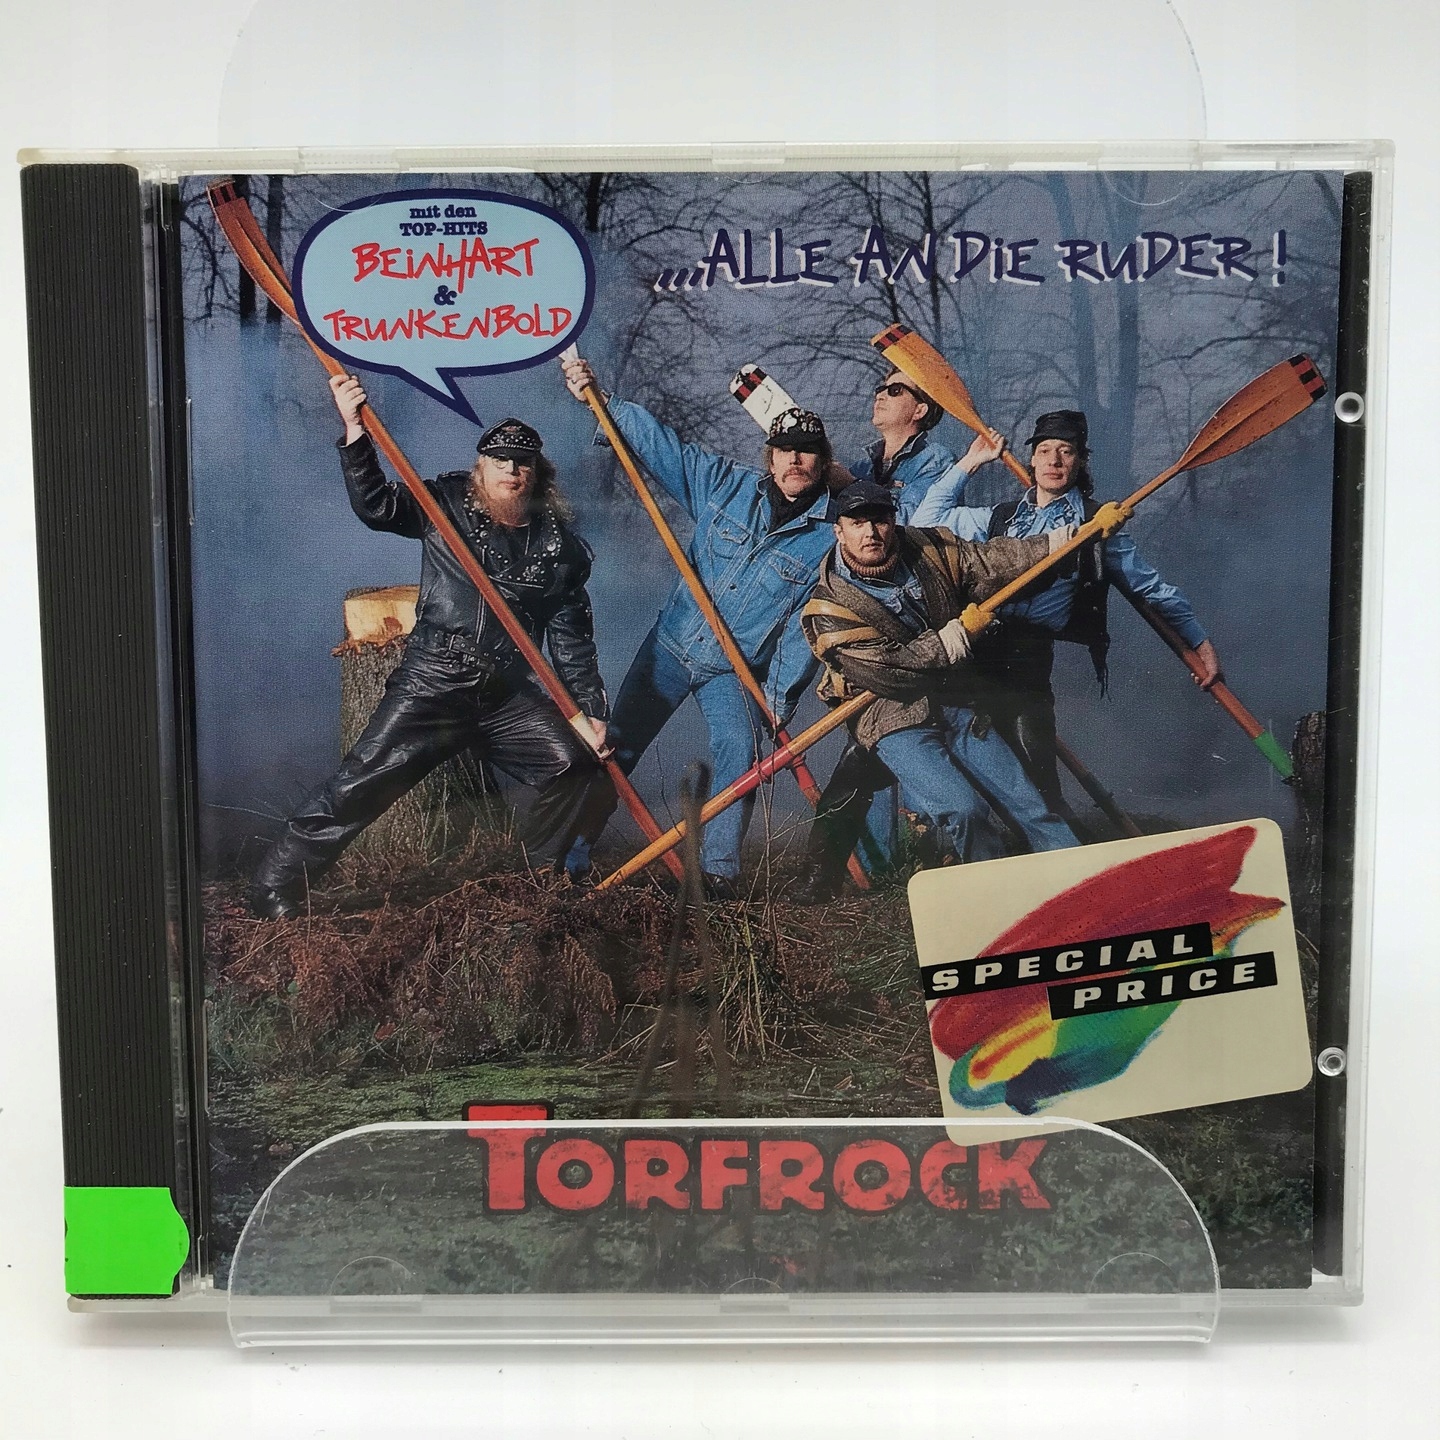 mit den
TOP-HITS
BEINHART
&
TRUNKENBOLD
...ALLE AN DIE RUDER!
SPECIAL
PRICE
TORFROCK